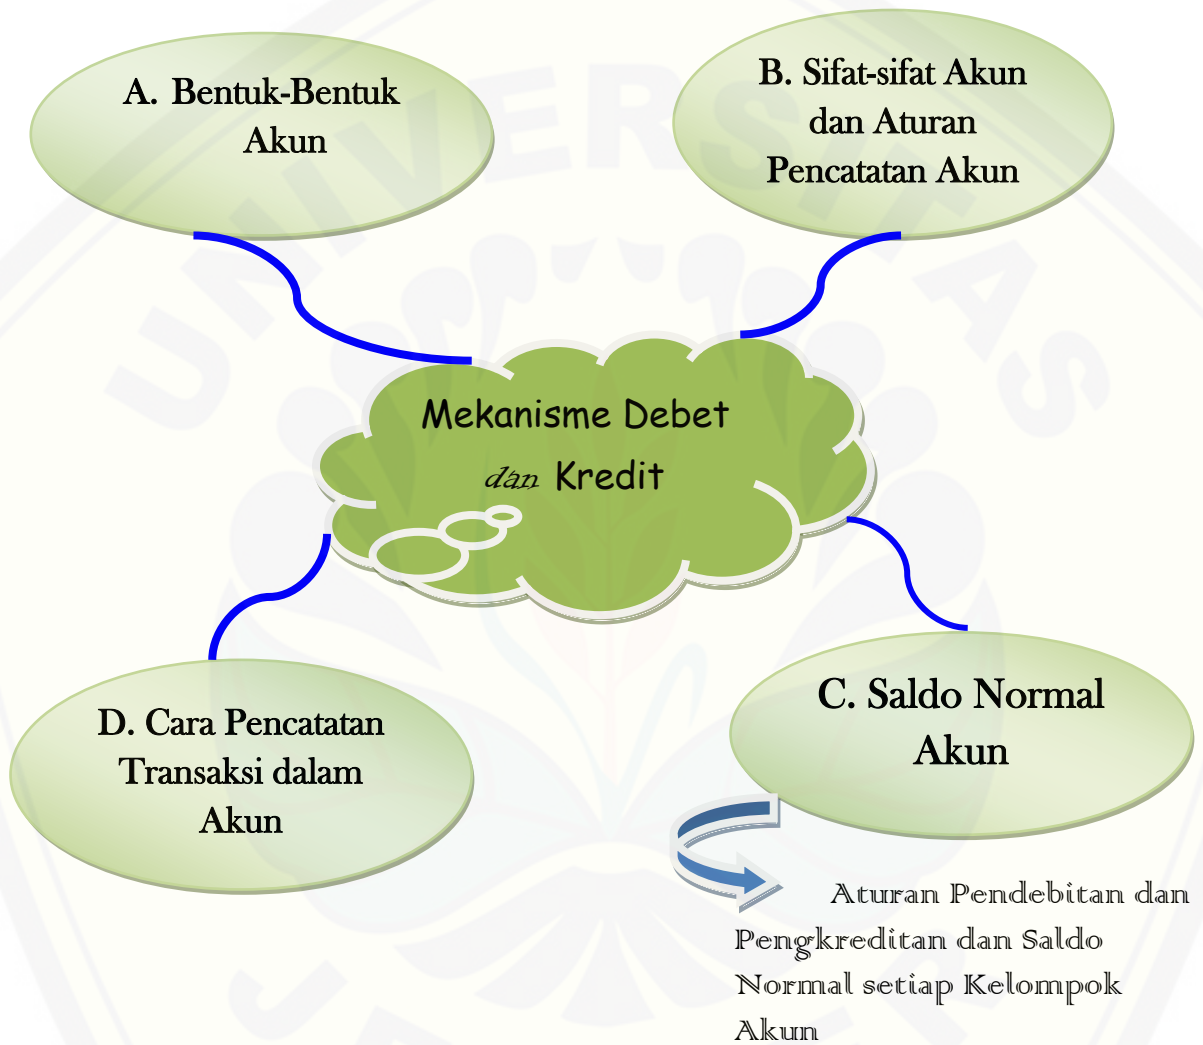 A. Bentuk-Bentuk
Akun
B. Sifat-sifat Akun
dan Aturan
Pencatatan Akun
Mekanisme Debet
dan Kredit
D. Cara Pencatatan
Transaksi dalam
Akun
C. Saldo Normal
Akun
Aturan Pendebitan dan
Pengkreditan dan Saldo
Normal setiap Kelompok
Akun
UNIVERSITAS